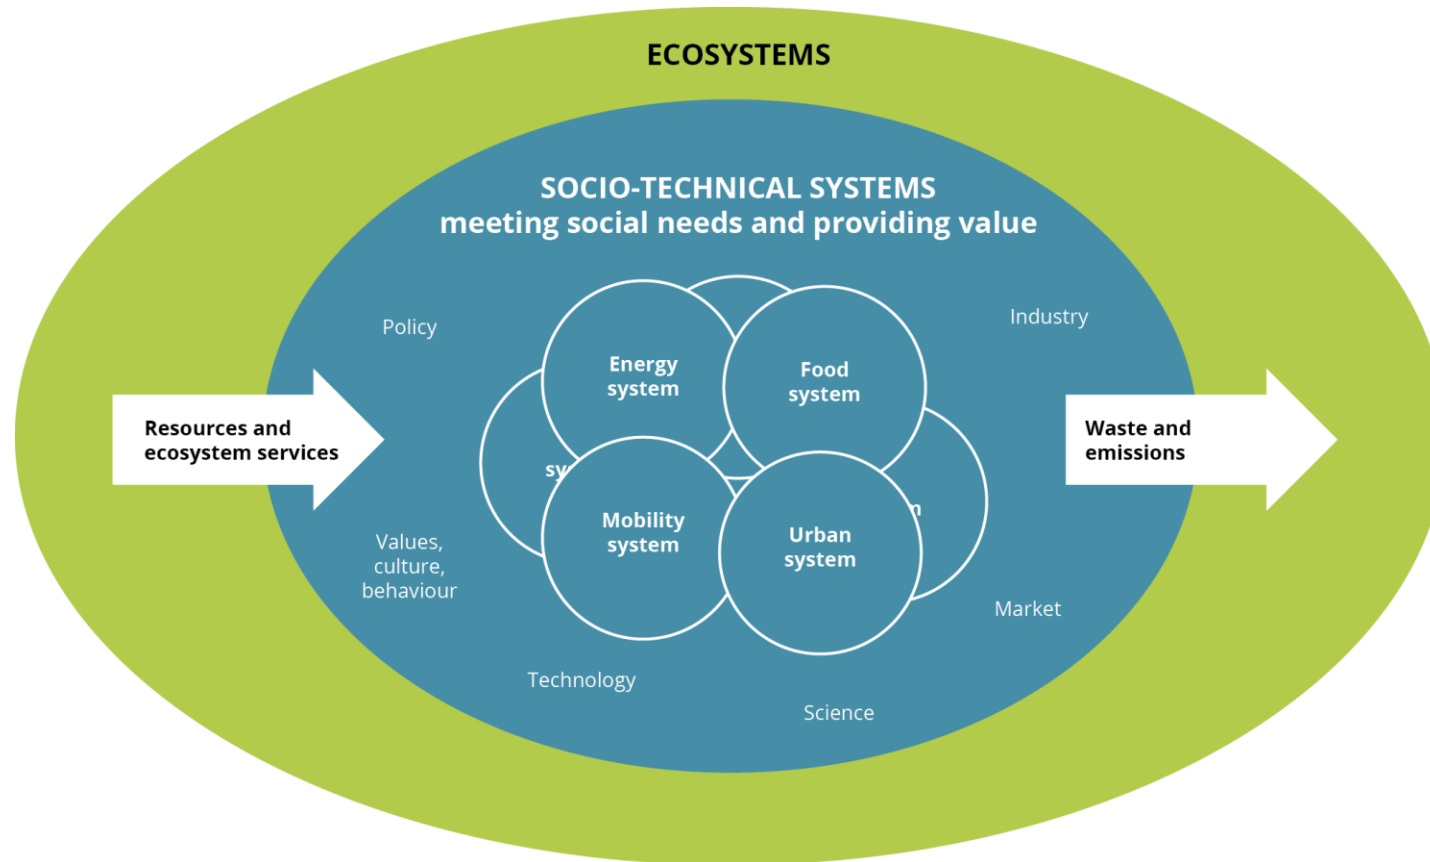 ECOSYSTEMS
SOCIO-TECHNICAL SYSTEMS
meeting social needs and providing value
Policy
Industry
Energy
system
Food
system
Resources and
ecosystem services
Waste and
emissions
Mobility
system
Urban
system
Values,
culture,
behaviour
Market
Technology
Science